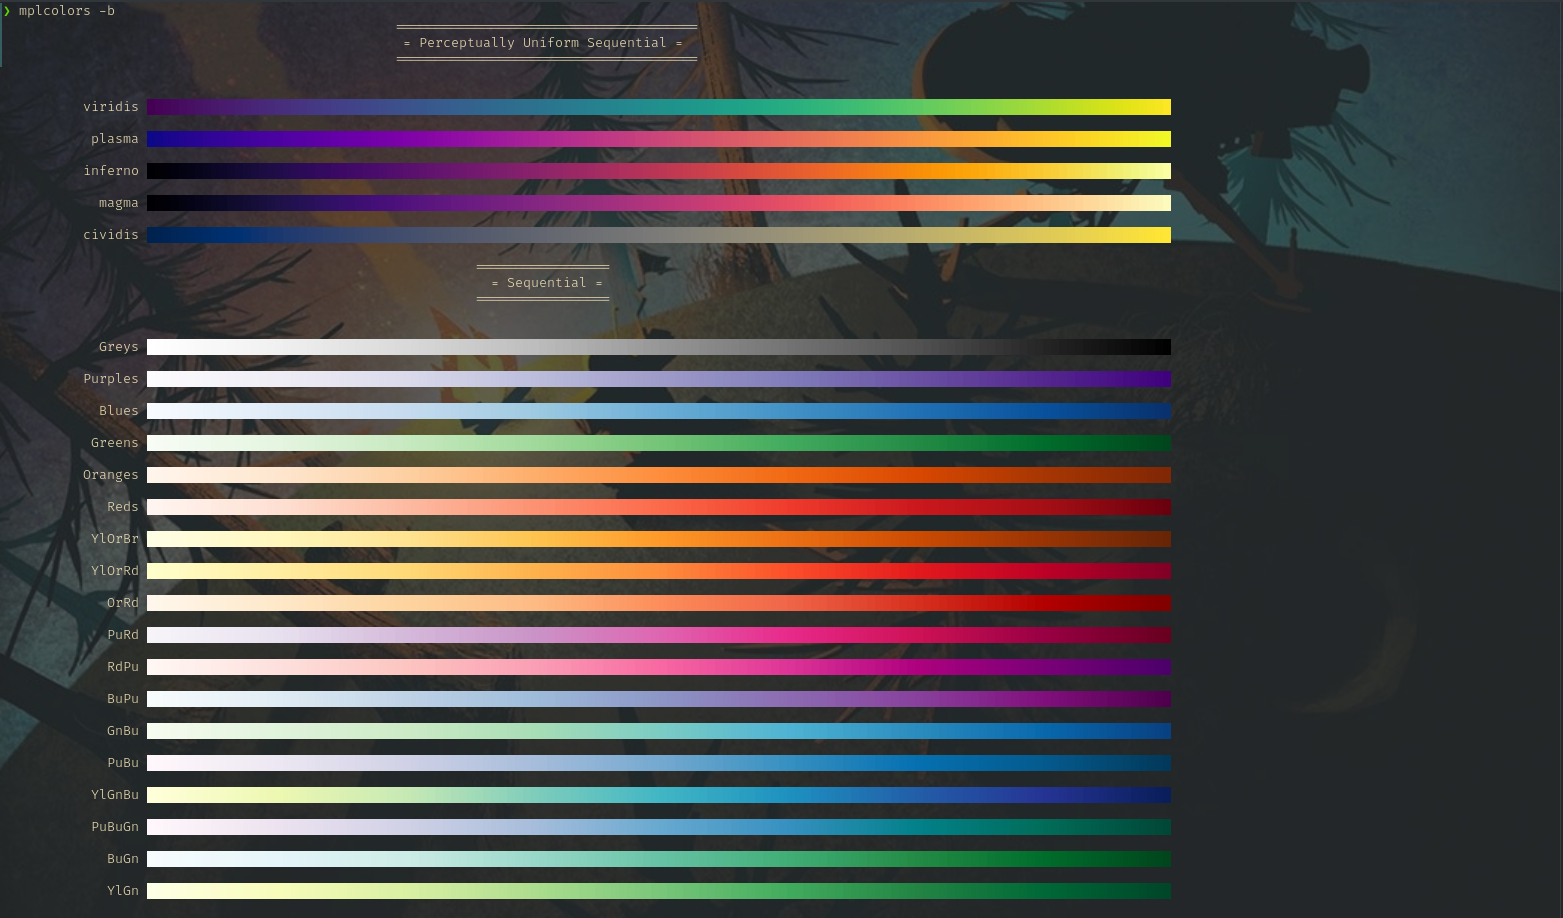 ❯ mplcolors -b
= Perceptually Uniform Sequential =
viridis
plasma
inferno
magma
cividis
= Sequential =
Greys
Purples
Blues
Greens
Oranges
Reds
YlOrBr
YlOrRd
OrRd
PuRd
RdPu
BuPu
GnBu
PuBu
YlGnBu
PuBuGn
BuGn
YlGn